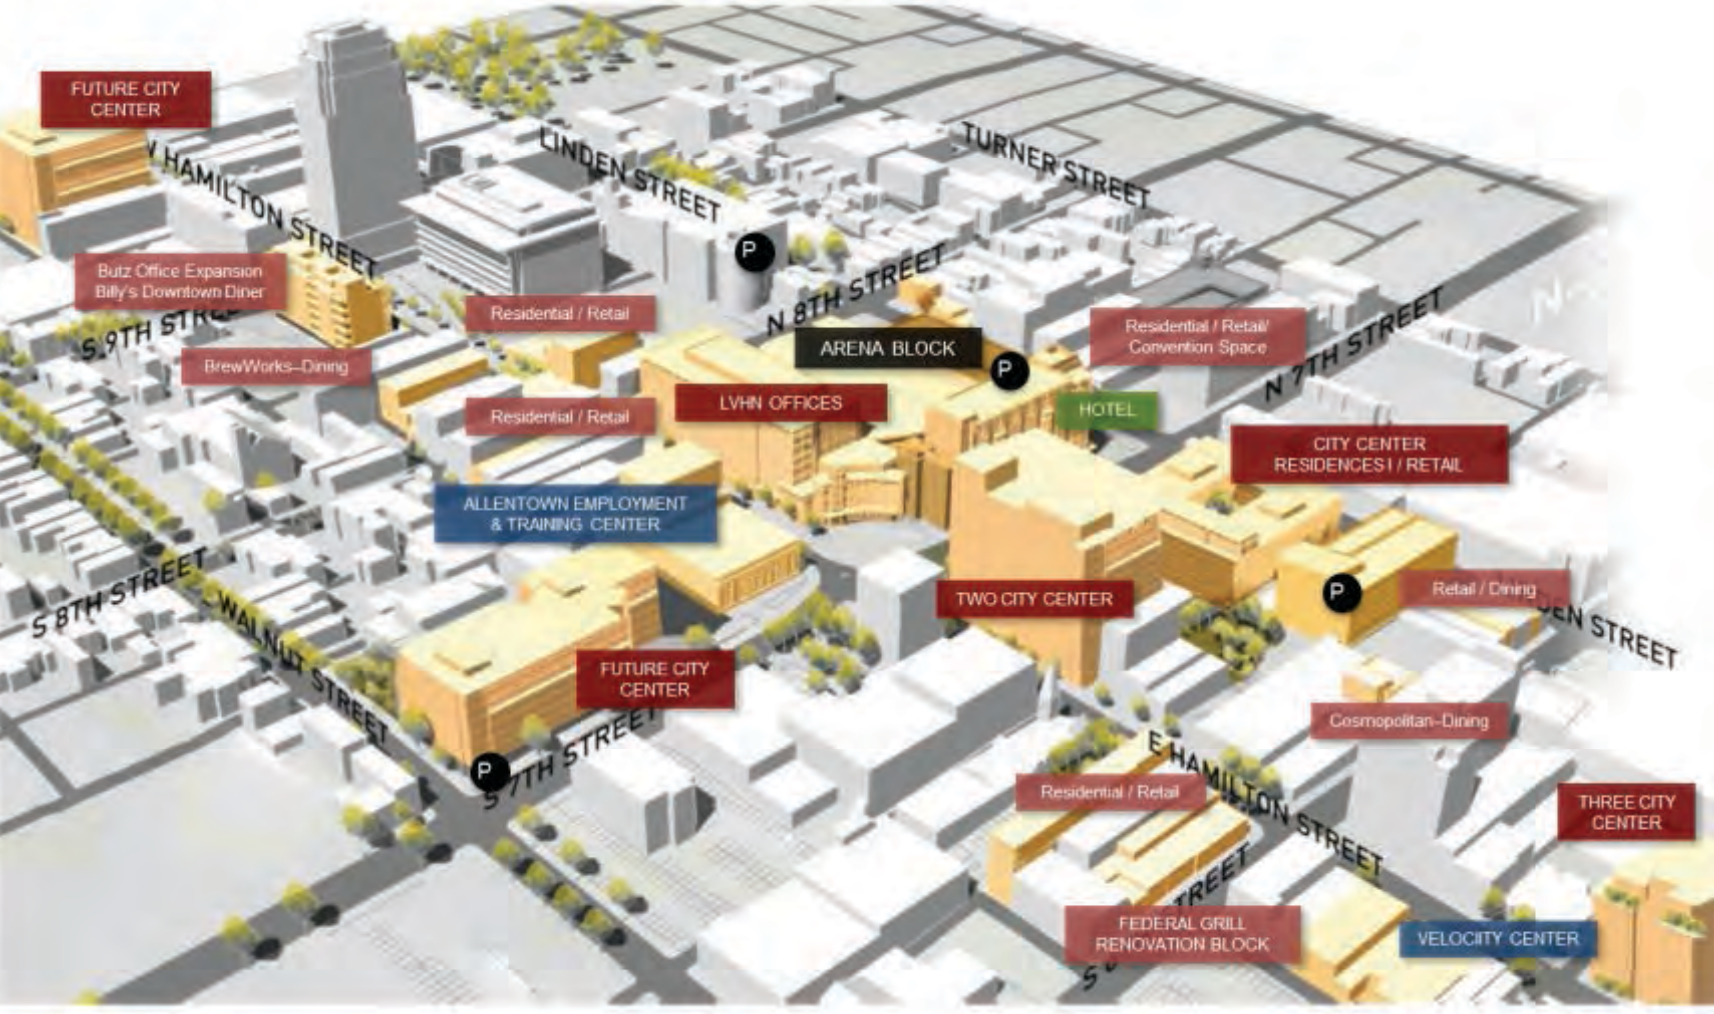 FUTURE CITY
CENTER
HAMILTON STREET
LINDEN STREET
TURNER STREET
P
N 8TH STREET
Butz Office Expansion
Billy's Downtown Diner
S 9TH
Residential / Retail
ARENA BLOCK
Residential / Retail/
Convention Space
N 7TH STREET
BrewWorks–Dining
P
LVHN OFFICES
HOTEL
Residential / Retail
CITY CENTER
RESIDENCES I / RETAIL
ALLENTOWN EMPLOYMENT
& TRAINING CENTER
S 8TH STREET
WALNUT STREET
TWO CITY CENTER
P
Retail / Dining
STREET
FUTURE CITY
CENTER
Cosmopolitan–Dining
P
S 7TH STREET
E HAMILTON STREET
Residential / Retail
THREE CITY
CENTER
FEDERAL GRILL
RENOVATION BLOCK
VELOCIITY CENTER